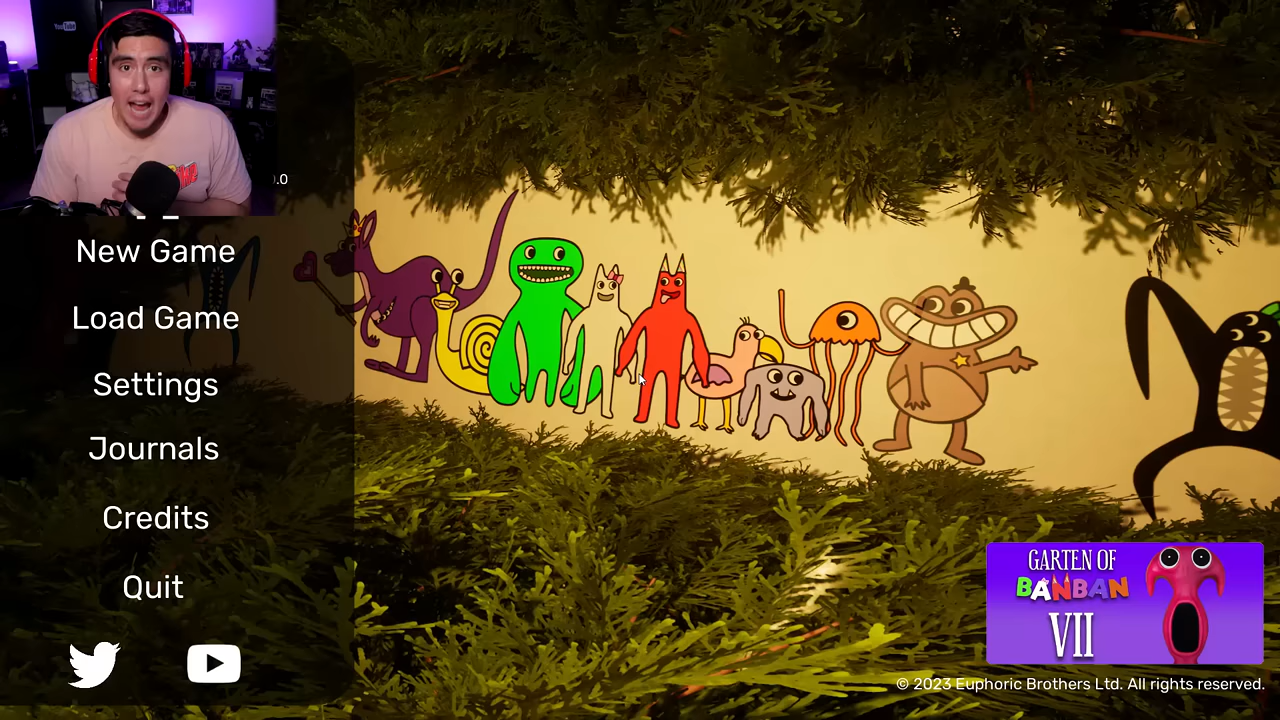 .0
New Game
Load Game
Settings
Journals
Credits
Quit
GARTEN OF
BANBAN
VII
© 2023 Euphoric Brothers Ltd. All rights reserved.